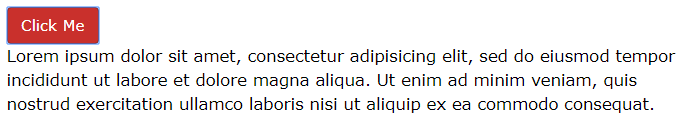 Click Me
Lorem ipsum dolor sit amet, consectetur adipisicing elit, sed do eiusmod tempor
incididunt ut labore et dolore magna aliqua. Ut enim ad minim veniam, quis
nostrud exercitation ullamco laboris nisi ut aliquip ex ea commodo consequat.